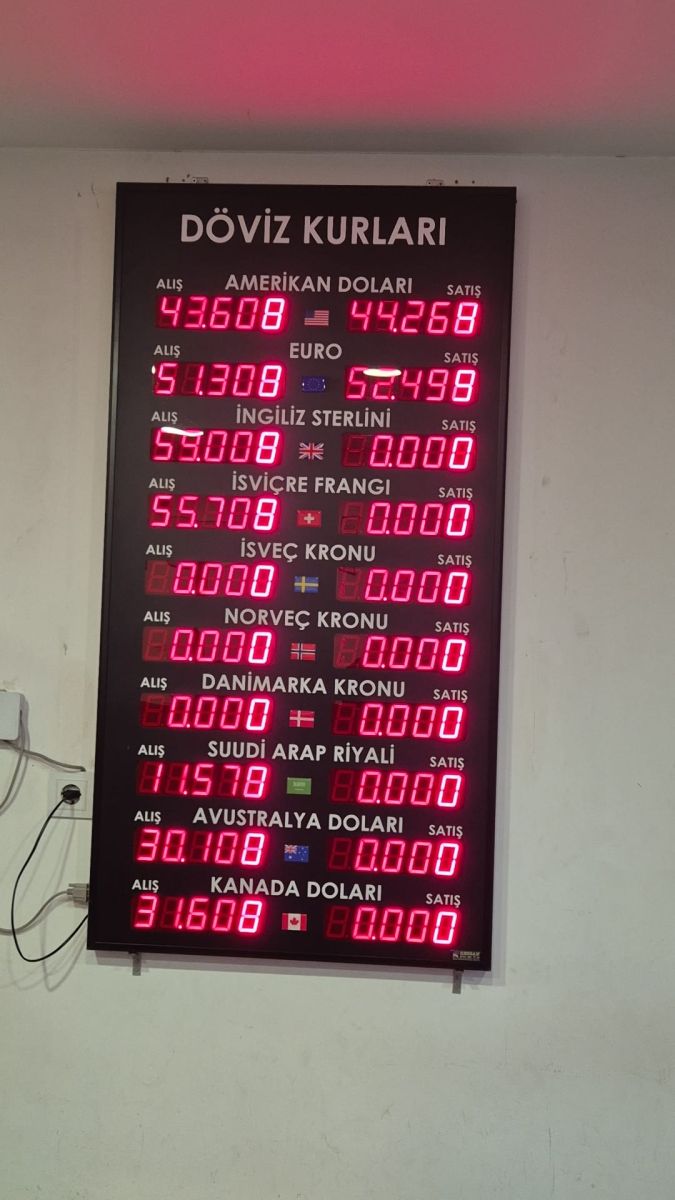 DÖVİZ KURLARI
ALIŞ AMERİKAN DOLARI SATIŞ
43.608 44.268
ALIŞ EURO SATIŞ
51.308 52.498
ALIŞ İNGİLİZ STERLİNİ SATIŞ
59.008 0.000
ALIŞ İSVİÇRE FRANGI SATIŞ
55.708 0.000
ALIŞ İSVEÇ KRONU SATIŞ
0.000 0.000
ALIŞ NORVEÇ KRONU SATIŞ
0.000 0.000
ALIŞ DANİMARKA KRONU SATIŞ
0.000 0.000
ALIŞ SUUDİ ARAP RİYALİ SATIŞ
11.578 0.000
ALIŞ AVUSTRALYA DOLARI SATIŞ
30.108 0.000
ALIŞ KANADA DOLARI SATIŞ
31.608 0.000